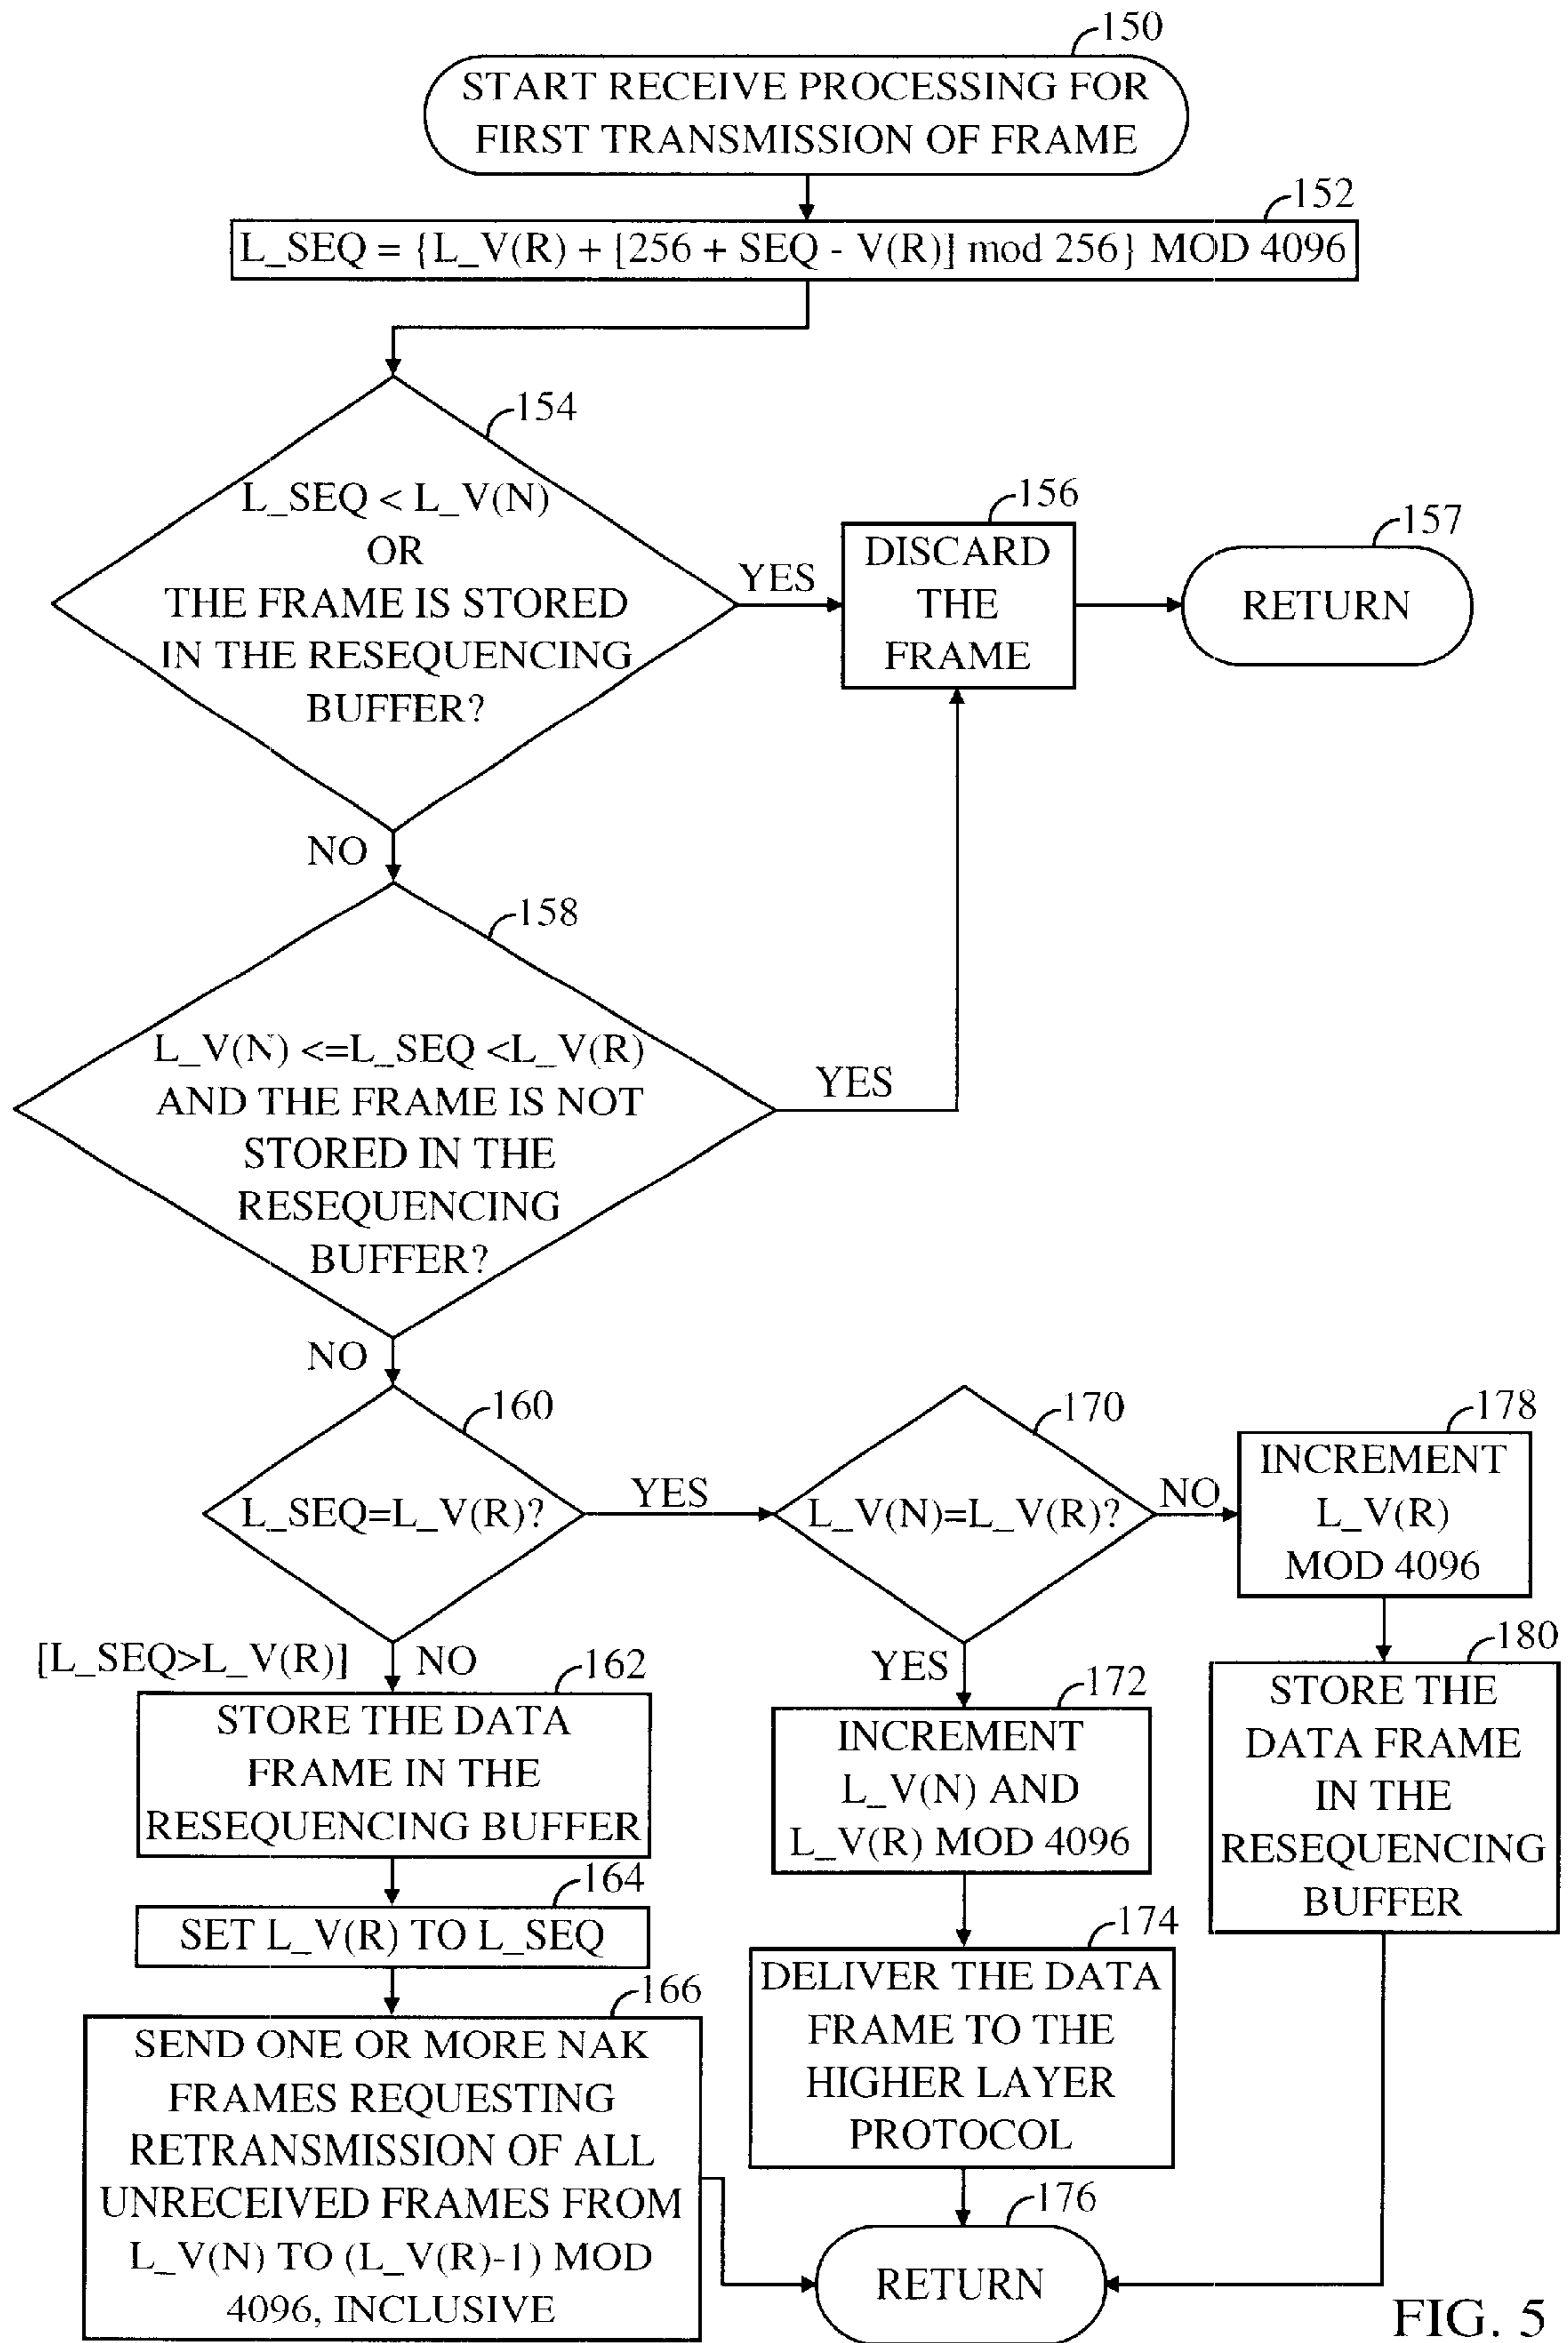 150
START RECEIVE PROCESSING FOR
FIRST TRANSMISSION OF FRAME
152
L_SEQ = {L_V(R) + [256 + SEQ - V(R)] mod 256} MOD 4096
154
L_SEQ < L_V(N)
OR
THE FRAME IS STORED
IN THE RESEQUENCING
BUFFER?
YES
156
DISCARD
THE
FRAME
157
RETURN
NO
158
L_V(N) <=L_SEQ <L_V(R)
AND THE FRAME IS NOT
STORED IN THE
RESEQUENCING
BUFFER?
YES
NO
160
L_SEQ=L_V(R)?
YES
170
L_V(N)=L_V(R)?
NO
178
INCREMENT
L_V(R)
MOD 4096
[L_SEQ>L_V(R)]
NO
162
STORE THE DATA
FRAME IN THE
RESEQUENCING BUFFER
YES
172
INCREMENT
L_V(N) AND
L_V(R) MOD 4096
180
STORE THE
DATA FRAME
IN THE
RESEQUENCING
BUFFER
164
SET L_V(R) TO L_SEQ
174
DELIVER THE DATA
FRAME TO THE
HIGHER LAYER
PROTOCOL
166
SEND ONE OR MORE NAK
FRAMES REQUESTING
RETRANSMISSION OF ALL
UNRECEIVED FRAMES FROM
L_V(N) TO (L_V(R)-1) MOD
4096, INCLUSIVE
176
RETURN
FIG. 5